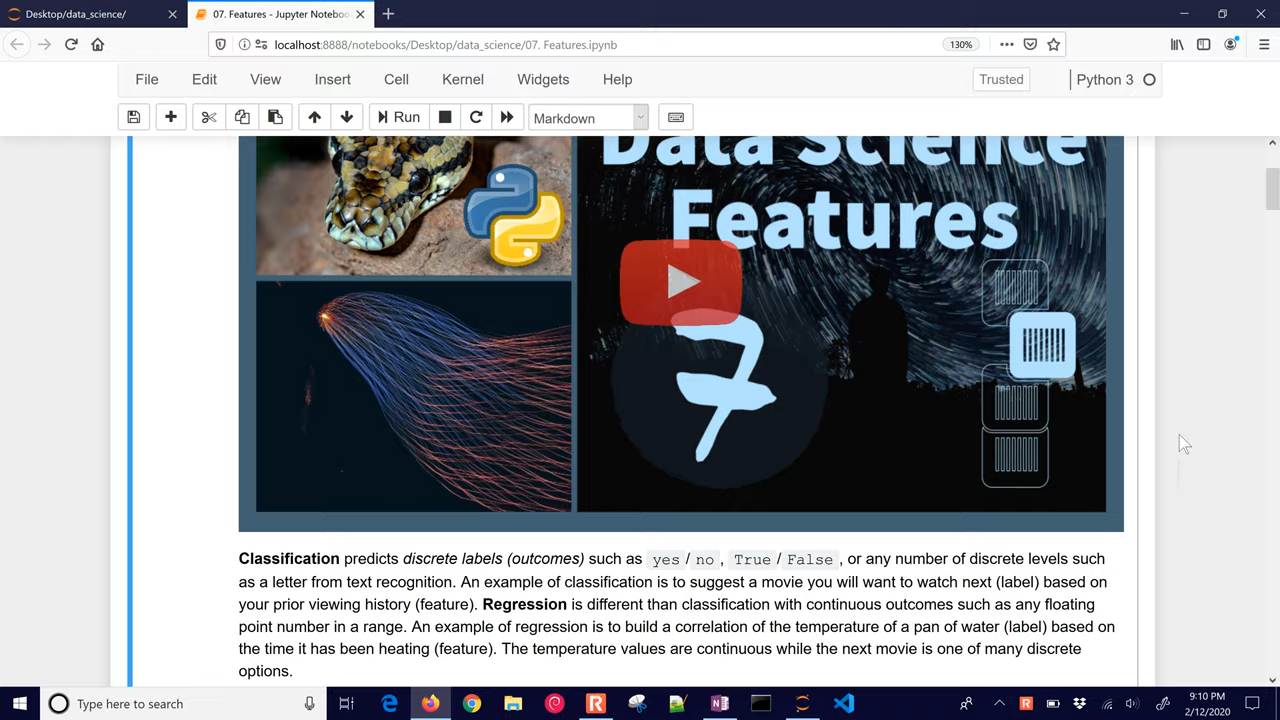 Desktop/data_science/
07. Features - Jupyter Noteboo
localhost:8888/notebooks/Desktop/data_science/07. Features.ipynb
130%
File Edit View Insert Cell Kernel Widgets Help
Trusted
Python 3
Run
Markdown
Data Science
Features
7
Classification predicts discrete labels (outcomes) such as yes / no , True / False , or any number of discrete levels such
as a letter from text recognition. An example of classification is to suggest a movie you will want to watch next (label) based on
your prior viewing history (feature). Regression is different than classification with continuous outcomes such as any floating
point number in a range. An example of regression is to build a correlation of the temperature of a pan of water (label) based on
the time it has been heating (feature). The temperature values are continuous while the next movie is one of many discrete
options.
Type here to search
9:10 PM
2/12/2020